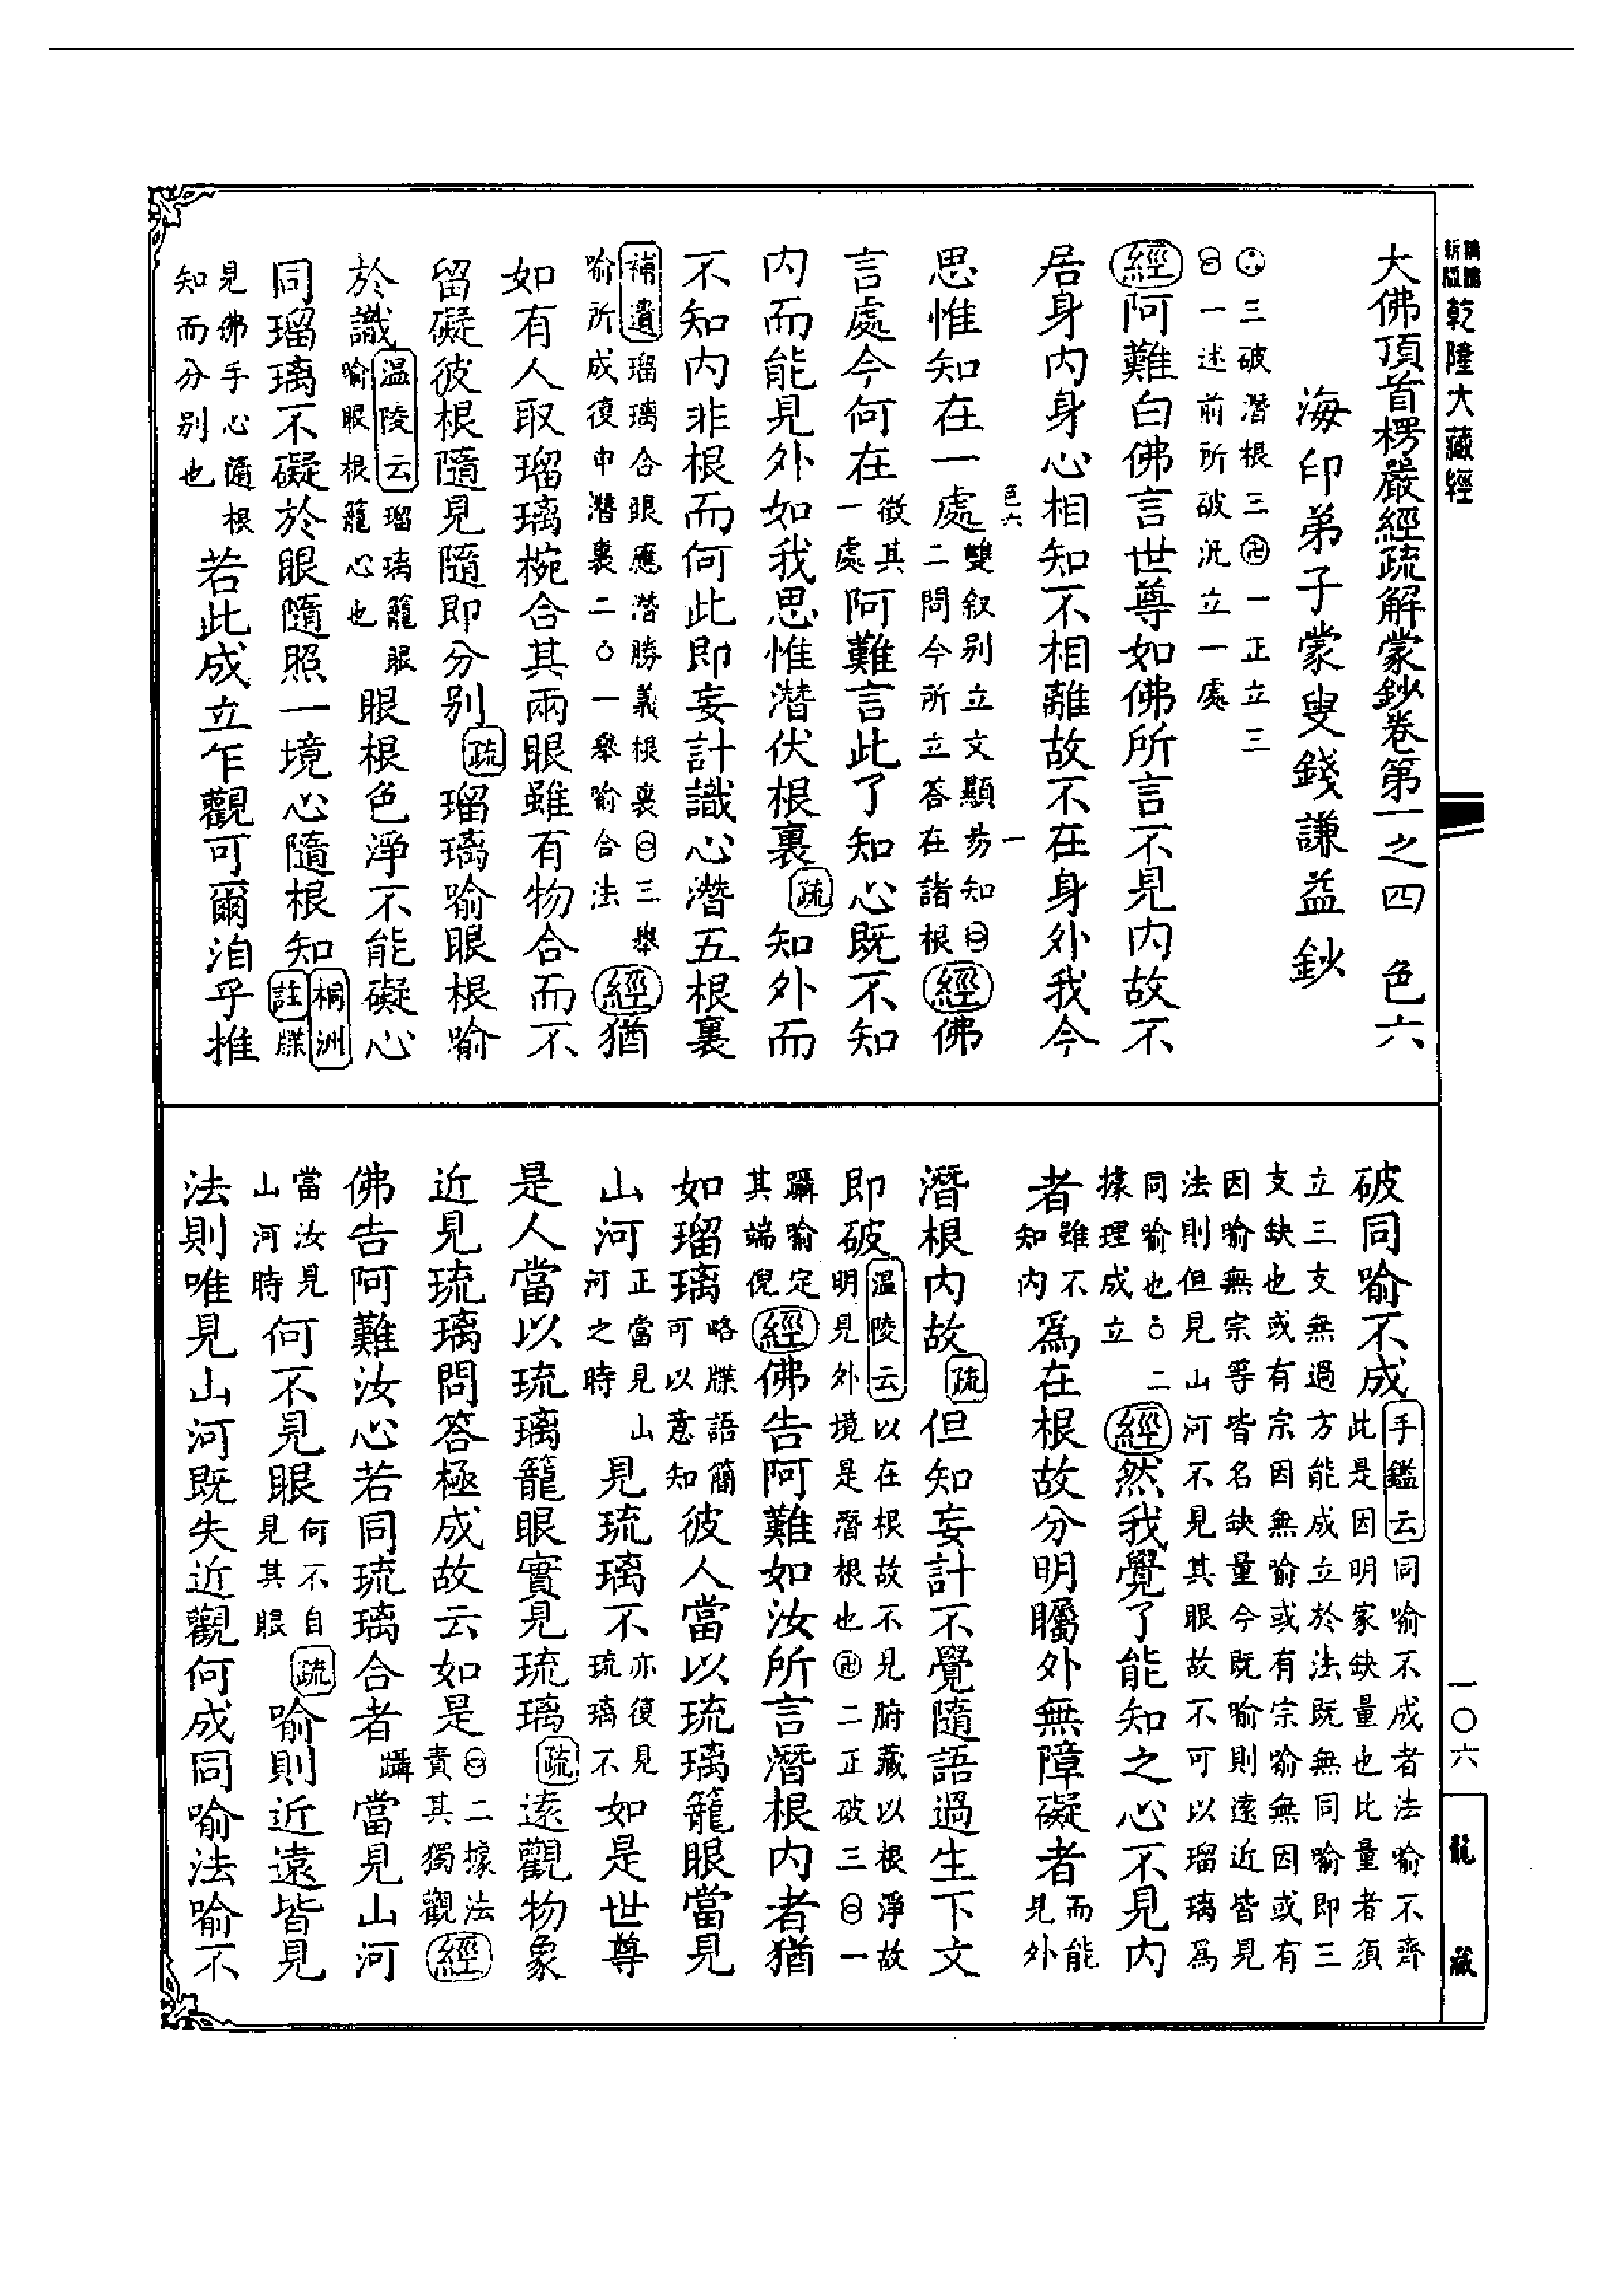 乾隆大藏經
大佛頂首楞嚴經疏解蒙鈔卷第一之四 色六
海印弟子蒙叟錢謙益鈔
三破潛根三㊉一正立三
一述前所破況立一處
經阿難白佛言世尊如佛所言不見內故不
居身內身心相知不相離故不在身外我今
色六 一
思惟知在一處雙叙別立文顯易知二問今所立答在諸根經佛
言處今何在徵其一處阿難言此了知心既不知
內而能見外如我思惟潛伏根裏疏知外而
不知內非根而何此即妄計識心潛五根裏
補遺瑠璃合眼應潛勝義根裏三舉喻所成復申潛裏二○一舉喻合法經猶
如有人取瑠璃椀合其兩眼雖有物合而不
留礙彼根隨見隨即分別疏瑠璃喻眼根喻
於識温陵云瑠璃籠眼喻眼根籠心也眼根色淨不能礙心
同瑠璃不礙於眼隨照一境心隨根知桐洲註牒
見佛手心隨根知而分別也若此成立乍觀可爾洎乎推
破同喻不成手鑑云同喻不成者法喻不齊此是因明家缺量也比量者須
立三支無過方能成立於法既無同喻即三支缺也或有宗因無喻或有宗喻無因或有
因喻無宗等皆名缺量今既喻則遠近皆見法則但見山河不見其眼故不可以瑠璃爲
同喻也○二據理成立經然我覺了能知之心不見內
者雖不知內爲在根故分明矚外無障礙者而能見外
潛根內故疏但知妄計不覺隨語過生下文
即破温陵云以在根故不見腑藏以根淨故明見外境是潛根也卍二正破三一
躡喻定其端倪經佛告阿難如汝所言潛根內者猶
如瑠璃略牒語簡可以意知彼人當以琉璃籠眼當見
山河正當見山河之時見琉璃不亦復見琉璃不如是世尊
是人當以琉璃籠眼實見琉璃疏遠觀物象
近見琉璃問答極成故云如是二據法責其獨觀經
佛告阿難汝心若同琉璃合者躡當見山河
當汝見山河時何不見眼何不自見其眼疏喻則近遠皆見
法則唯見山河既失近觀何成同喻法喻不
一〇六
龍藏